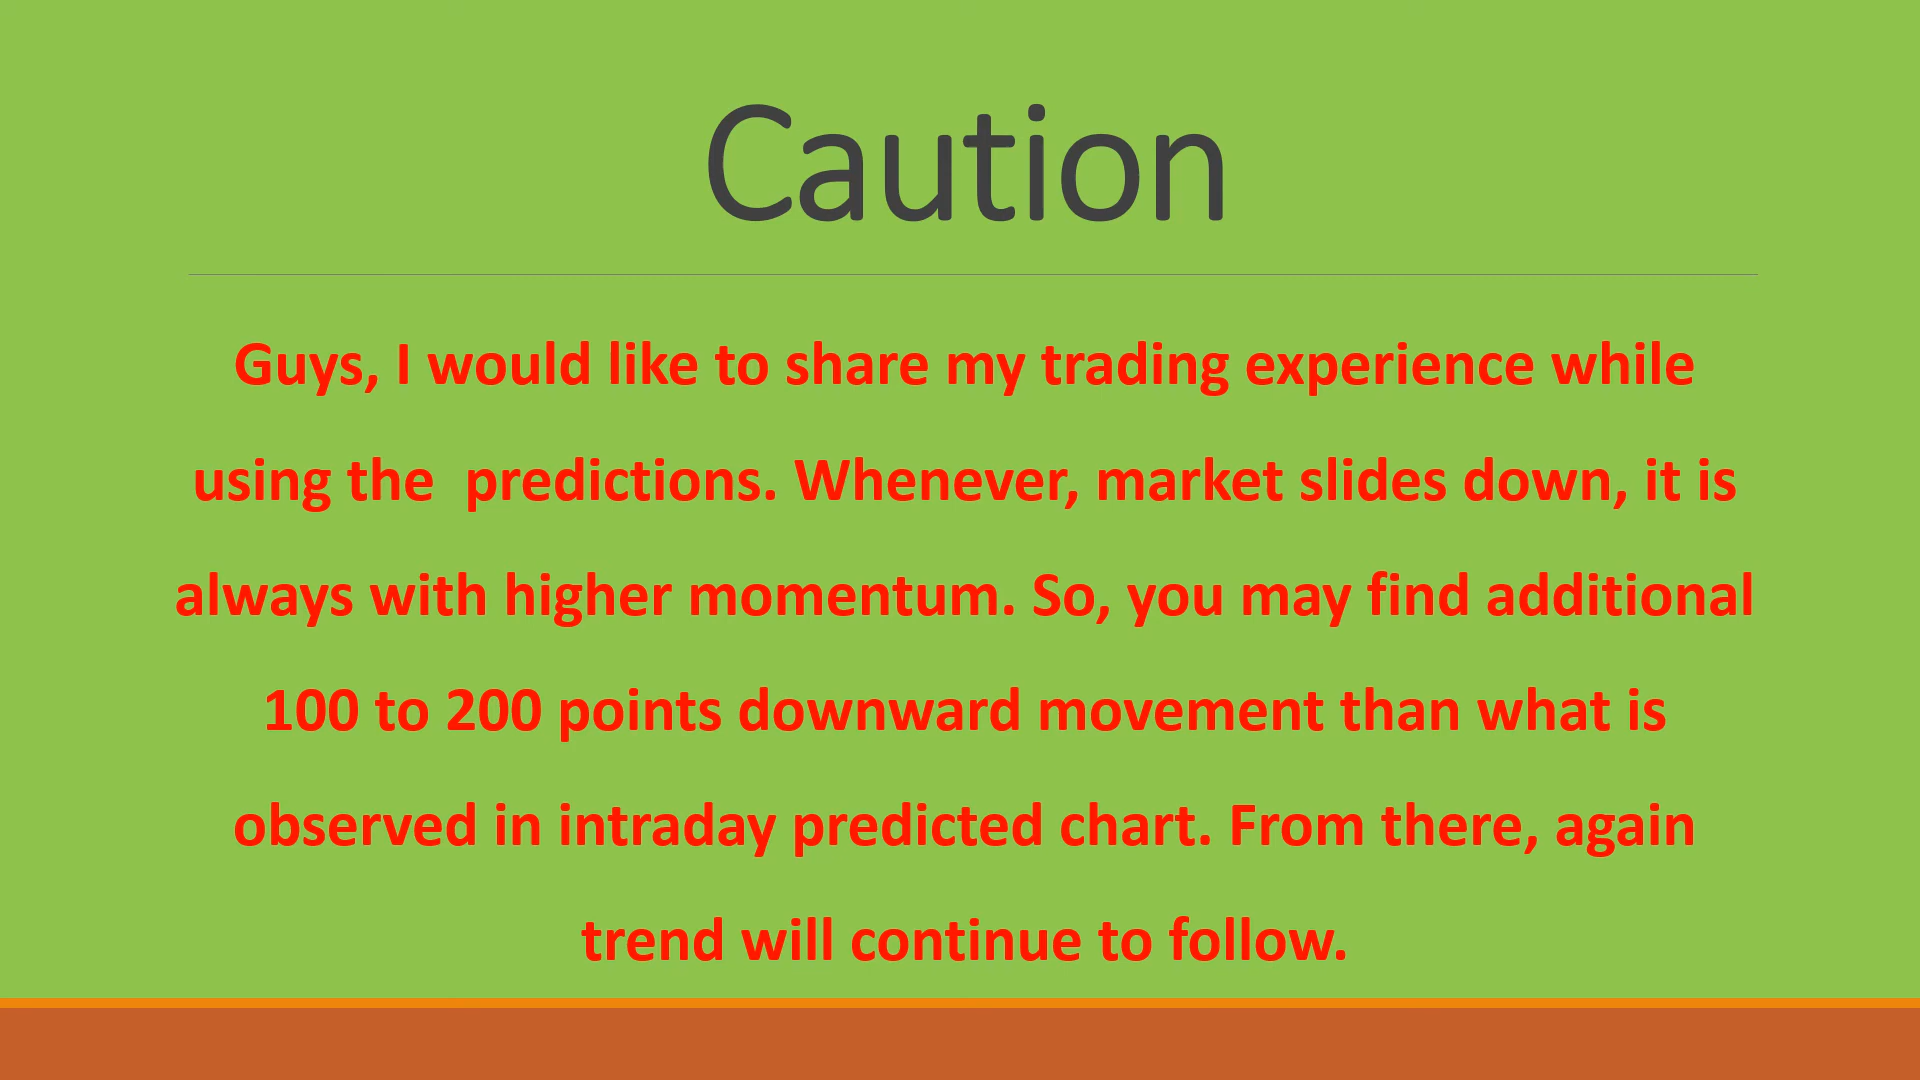 Caution
Guys, I would like to share my trading experience while
using the  predictions. Whenever, market slides down, it is
always with higher momentum. So, you may find additional
100 to 200 points downward movement than what is
observed in intraday predicted chart. From there, again
trend will continue to follow.